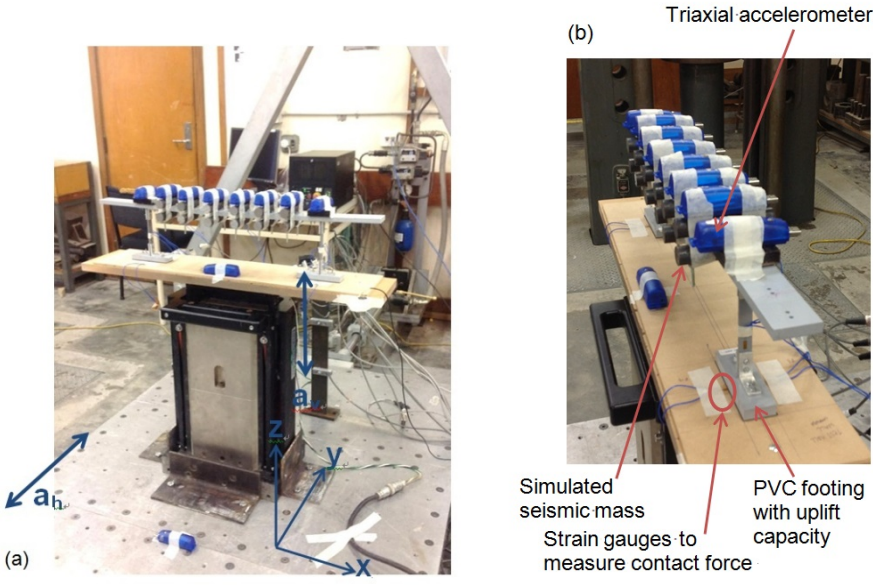 Triaxial accelerometer
(b)
a_v
z
y
a_h
x
(a)
Simulated
seismic mass
Strain gauges to
measure contact force
PVC footing
with uplift
capacity